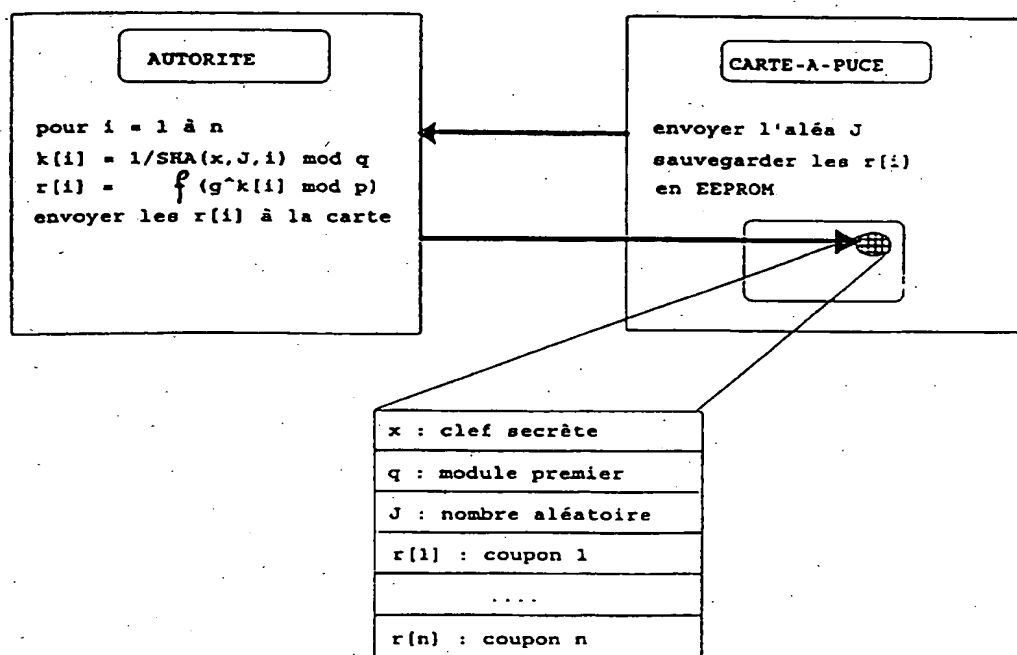 AUTORITE
pour i = 1 à n
k[i] = 1/SHA(x,J,i) mod q
r[i] = f (g^k[i] mod p)
envoyer les r[i] à la carte
CARTE-A-PUCE
envoyer l'aléa J
sauvegarder les r[i]
en EEPROM
x : clef secrète
q : module premier
J : nombre aléatoire
r[1] : coupon 1
....
r[n] : coupon n